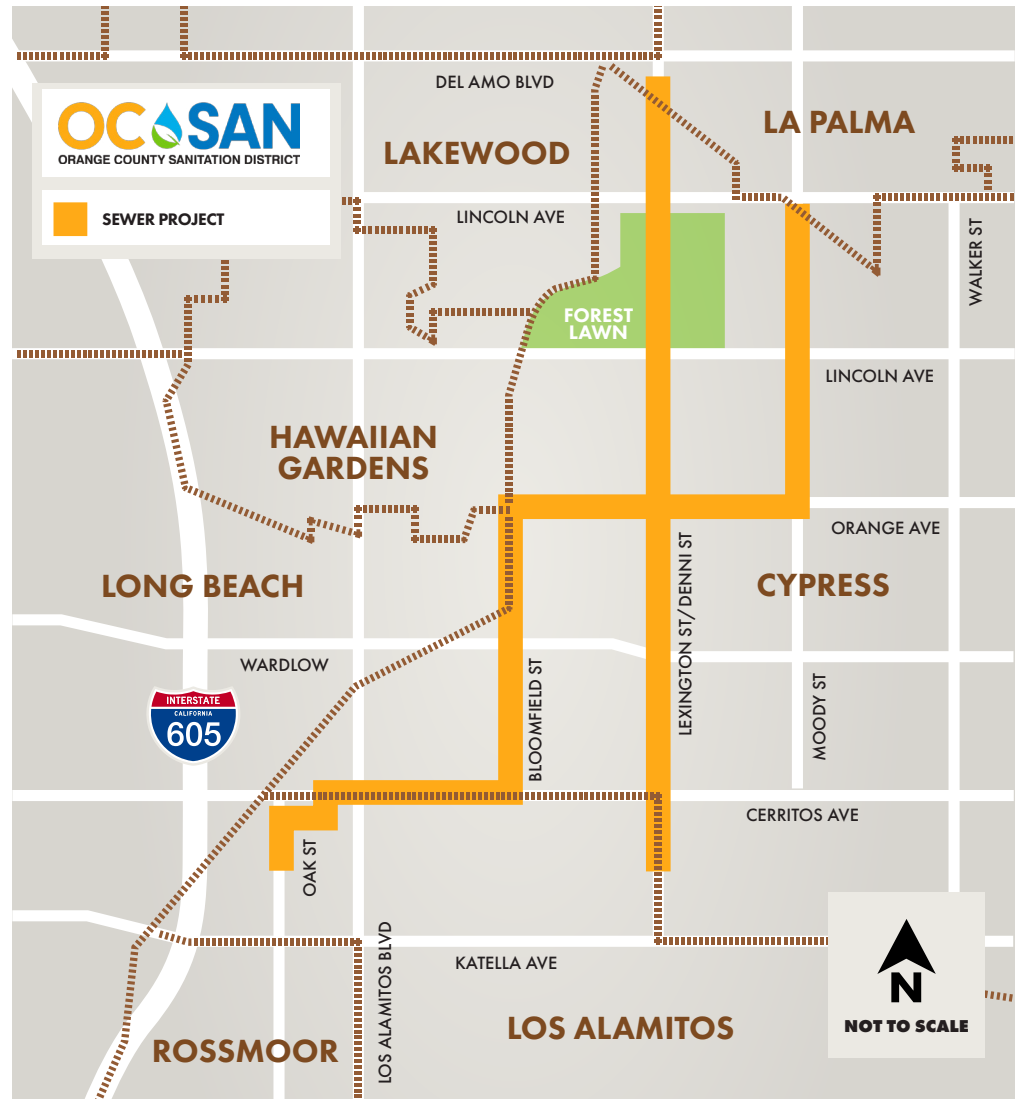 DEL AMO BLVD
OC SAN
ORANGE COUNTY SANITATION DISTRICT
SEWER PROJECT
LAKEWOOD
LA PALMA
LINCOLN AVE
WALKER ST
FOREST
LAWN
LINCOLN AVE
HAWAIIAN
GARDENS
ORANGE AVE
LONG BEACH
CYPRESS
LEXINGTON ST/DENNI ST
WARDLOW
BLOOMFIELD ST
MOODY ST
INTERSTATE
CALIFORNIA
605
CERRITOS AVE
OAK ST
LOS ALAMITOS BLVD
KATELLA AVE
N
NOT TO SCALE
LOS ALAMITOS
ROSSMOOR